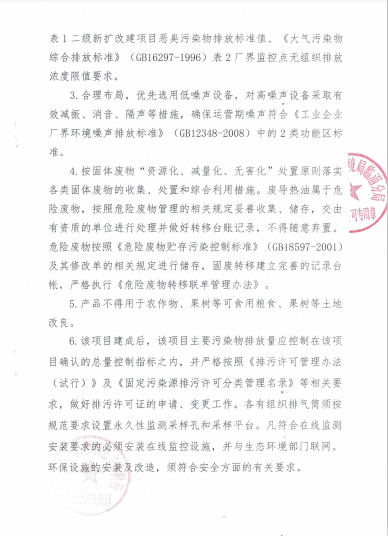 表 1 二级新扩改建项目恶臭污染物排放标准值、《大气污染物
综合排放标准》（GB16297-1996）表 2 厂界监控点无组织排放
浓度限值要求。
3.合理布局，优先选用低噪声设备，对高噪声设备采取有
效减振、消音、隔声等措施，确保运营期噪声符合《工业企业
厂界环境噪声排放标准》（GB12348-2008）中的 2 类功能区标
准。
4.按固体废物“资源化、减量化、无害化”处置原则落实
各类固体废物的收集、处置和综合利用措施。废导热油属于危
险废物，按照危险废物管理的相关规定妥善收集、储存，交由
有资质的单位进行处理并做好转移台账记录，不得随意弃置。
危险废物按照《危险废物贮存污染控制标准》（GB18597-2001）
及其修改单的相关规定进行储存，固废转移建立完善的记录台
帐，严格执行《危险废物转移联单管理办法》。
5.产品不得用于农作物、果树等可食用粮食、果树等土地
改良。
6.该项目建成后，该项目主要污染物排放量应控制在该项
目确认的总量控制指标之内，并严格按照《排污许可管理办法
（试行）》及《固定污染源排污许可分类管理名录》等相关要
求，做好排污许可证的申请、变更工作。各有组织排气筒须按
规范要求设置永久性监测采样孔和采样平台。凡符合在线监测
安装要求的必须安装在线监控设施，并与生态环境部门联网。
环保设施的安装及改造，须符合安全方面的有关要求。